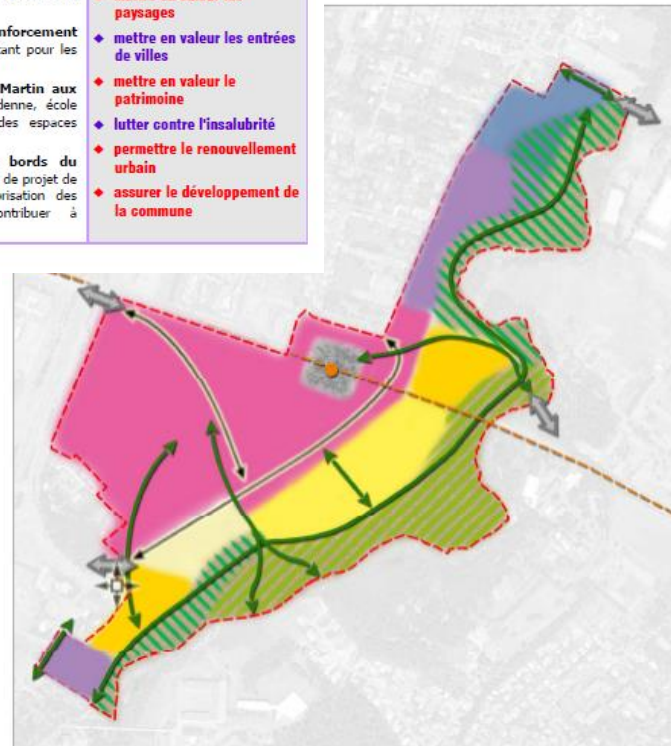 paysages
nforcement
tant pour les
mettre en valeur les entrées
de villes
Martin aux
denne, école
des espaces
mettre en valeur le
patrimoine
lutter contre l'insalubrité
bords du
de projet de
risation des
ontribuer à
permettre le renouvellement
urbain
assurer le développement de
la commune